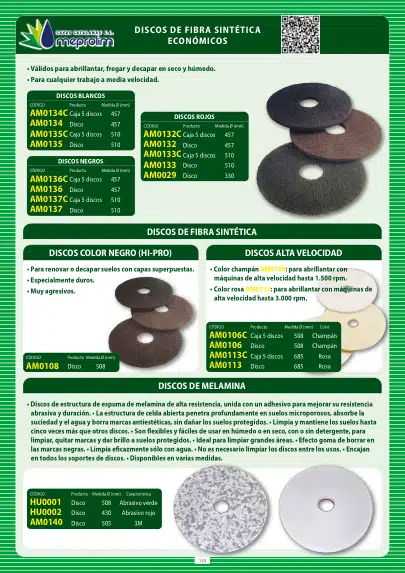 CAPAS CATALANAS S.L.
meprolim
DISCOS DE FIBRA SINTÉTICA
ECONÓMICOS
• Válidos para abrillantar, fregar y decapar en seco y húmedo.
• Para cualquier trabajo a media velocidad.
DISCOS BLANCOS
CÓDIGO Producto Medida Ø (mm)
AM0134C Caja 5 discos 457
AM0134 Disco 457
AM0135C Caja 5 discos 510
AM0135 Disco 510
DISCOS NEGROS
CÓDIGO Producto Medida Ø (mm)
AM0136C Caja 5 discos 457
AM0136 Disco 457
AM0137C Caja 5 discos 510
AM0137 Disco 510
DISCOS ROJOS
CÓDIGO Producto Medida Ø (mm)
AM0132C Caja 5 discos 457
AM0132 Disco 457
AM0133C Caja 5 discos 510
AM0133 Disco 510
AM0029 Disco 330
DISCOS DE FIBRA SINTÉTICA
DISCOS COLOR NEGRO (HI-PRO)
• Para renovar o decapar suelos con capas superpuestas.
• Especialmente duros.
• Muy agresivos.
CÓDIGO Producto Medida Ø (mm)
AM0108 Disco 508
DISCOS ALTA VELOCIDAD
• Color champán AM0106: para abrillantar con
máquinas de alta velocidad hasta 1.500 rpm.
• Color rosa AM0113: para abrillantar con máquinas de
alta velocidad hasta 3.000 rpm.
CÓDIGO Producto Medida Ø (mm) Color
AM0106C Caja 5 discos 508 Champán
AM0106 Disco 508 Champán
AM0113C Caja 5 discos 685 Rosa
AM0113 Disco 685 Rosa
DISCOS DE MELAMINA
• Discos de estructura de espuma de melamina de alta resistencia, unida con un adhesivo para mejorar su resistencia
abrasiva y duración. • La estructura de celda abierta penetra profundamente en suelos microporosos, absorbe la
suciedad y el agua y borra marcas antiestéticas, sin dañar los suelos protegidos. • Limpia y mantiene los suelos hasta
cinco veces más que otros discos. • Son flexibles y fáciles de usar en húmedo o en seco, con o sin detergente, para
limpiar, quitar marcas y dar brillo a suelos protegidos. • Ideal para limpiar grandes áreas. • Efecto goma de borrar en
las marcas negras. • Limpia eficazmente sólo con agua. • No es necesario limpiar los discos entre los usos. • Encajan
en todos los soportes de discos. • Disponibles en varias medidas.
CÓDIGO Producto Medida Ø (mm) Característica
HU0001 Disco 508 Abrasivo verde
HU0002 Disco 430 Abrasivo rojo
AM0140 Disco 505 3M